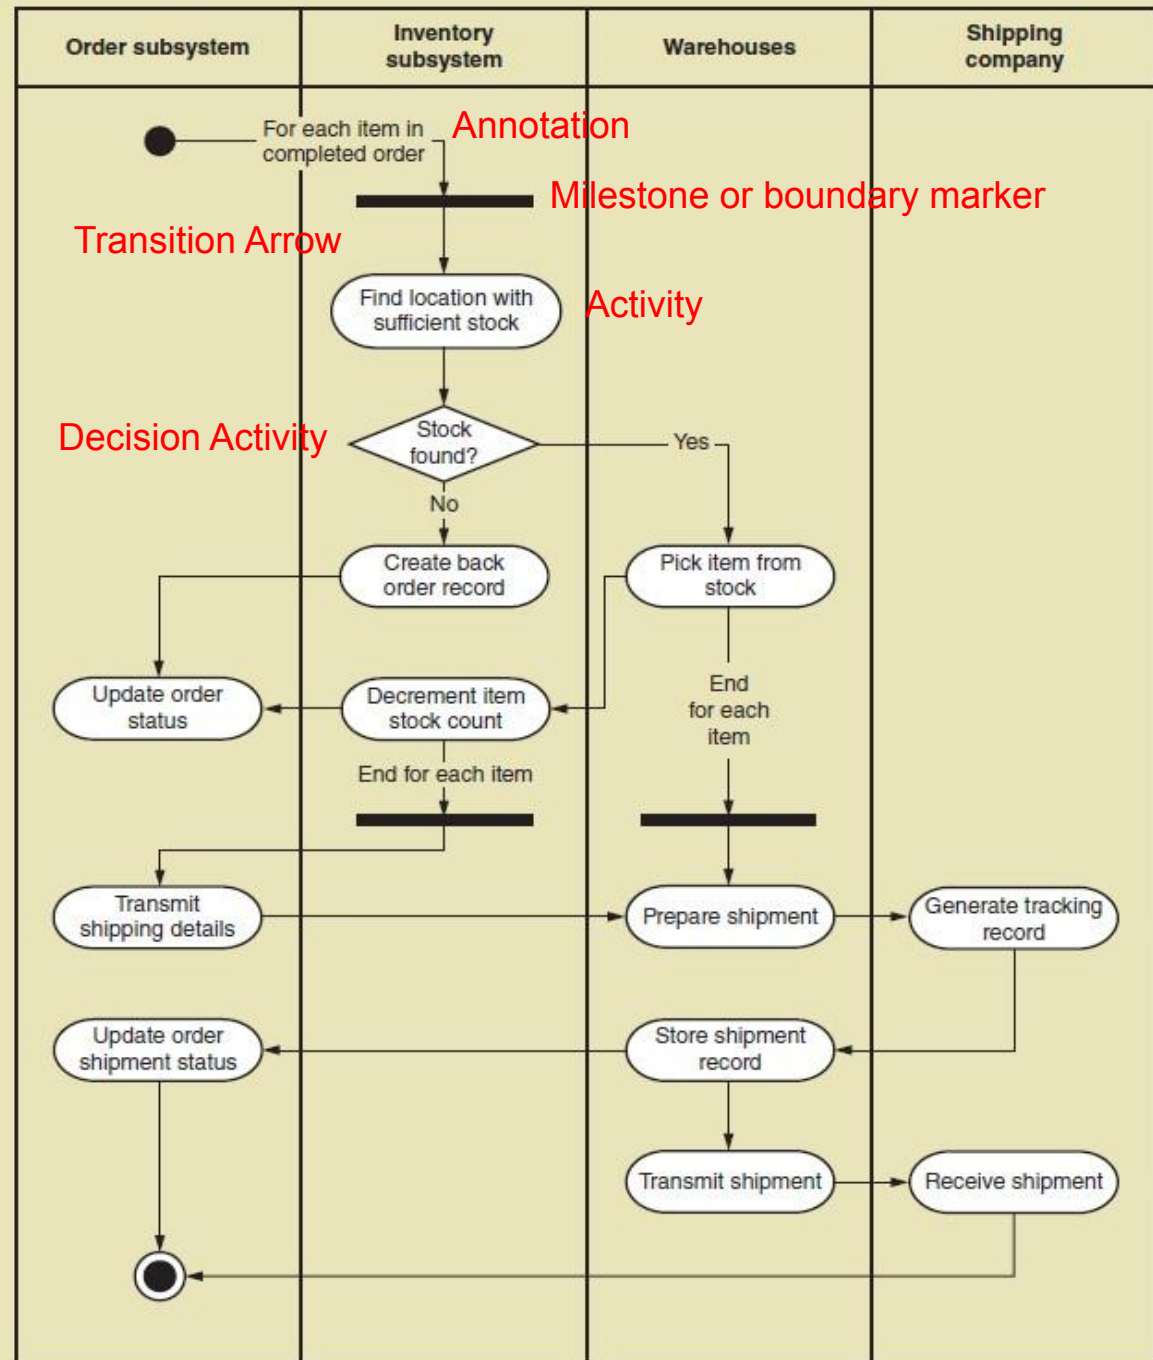 Order subsystem
Inventory
subsystem
Warehouses
Shipping
company
For each item in
completed order
Annotation
Milestone or boundary marker
Transition Arrow
Find location with
sufficient stock
Activity
Decision Activity
Stock
found?
Yes
No
Create back
order record
Pick item from
stock
Update order
status
Decrement item
stock count
End
for each
item
End for each item
Transmit
shipping details
Prepare shipment
Generate tracking
record
Update order
shipment status
Store shipment
record
Transmit shipment
Receive shipment